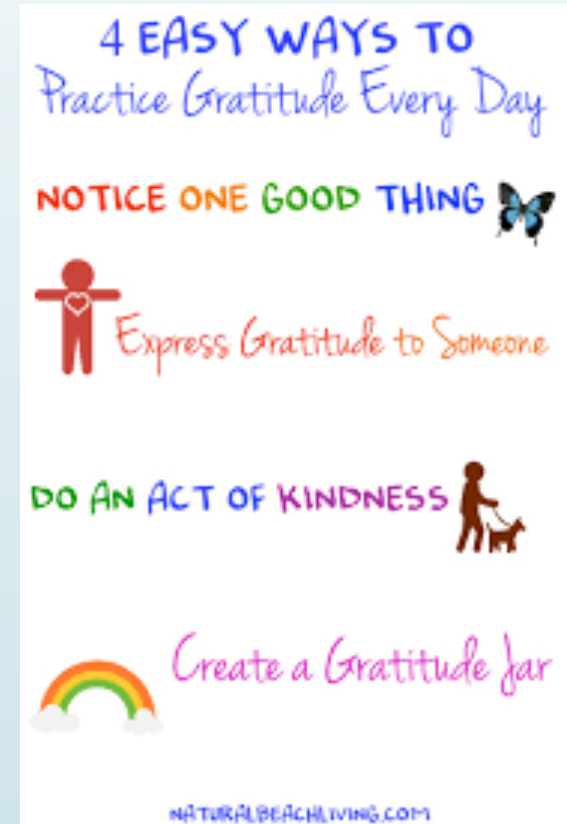 4 EASY WAYS TO
Practice Gratitude Every Day
NOTICE ONE GOOD THING
Express Gratitude to Someone
DO AN ACT OF KINDNESS
Create a Gratitude Jar
NATURALBEACHLIVING.COM